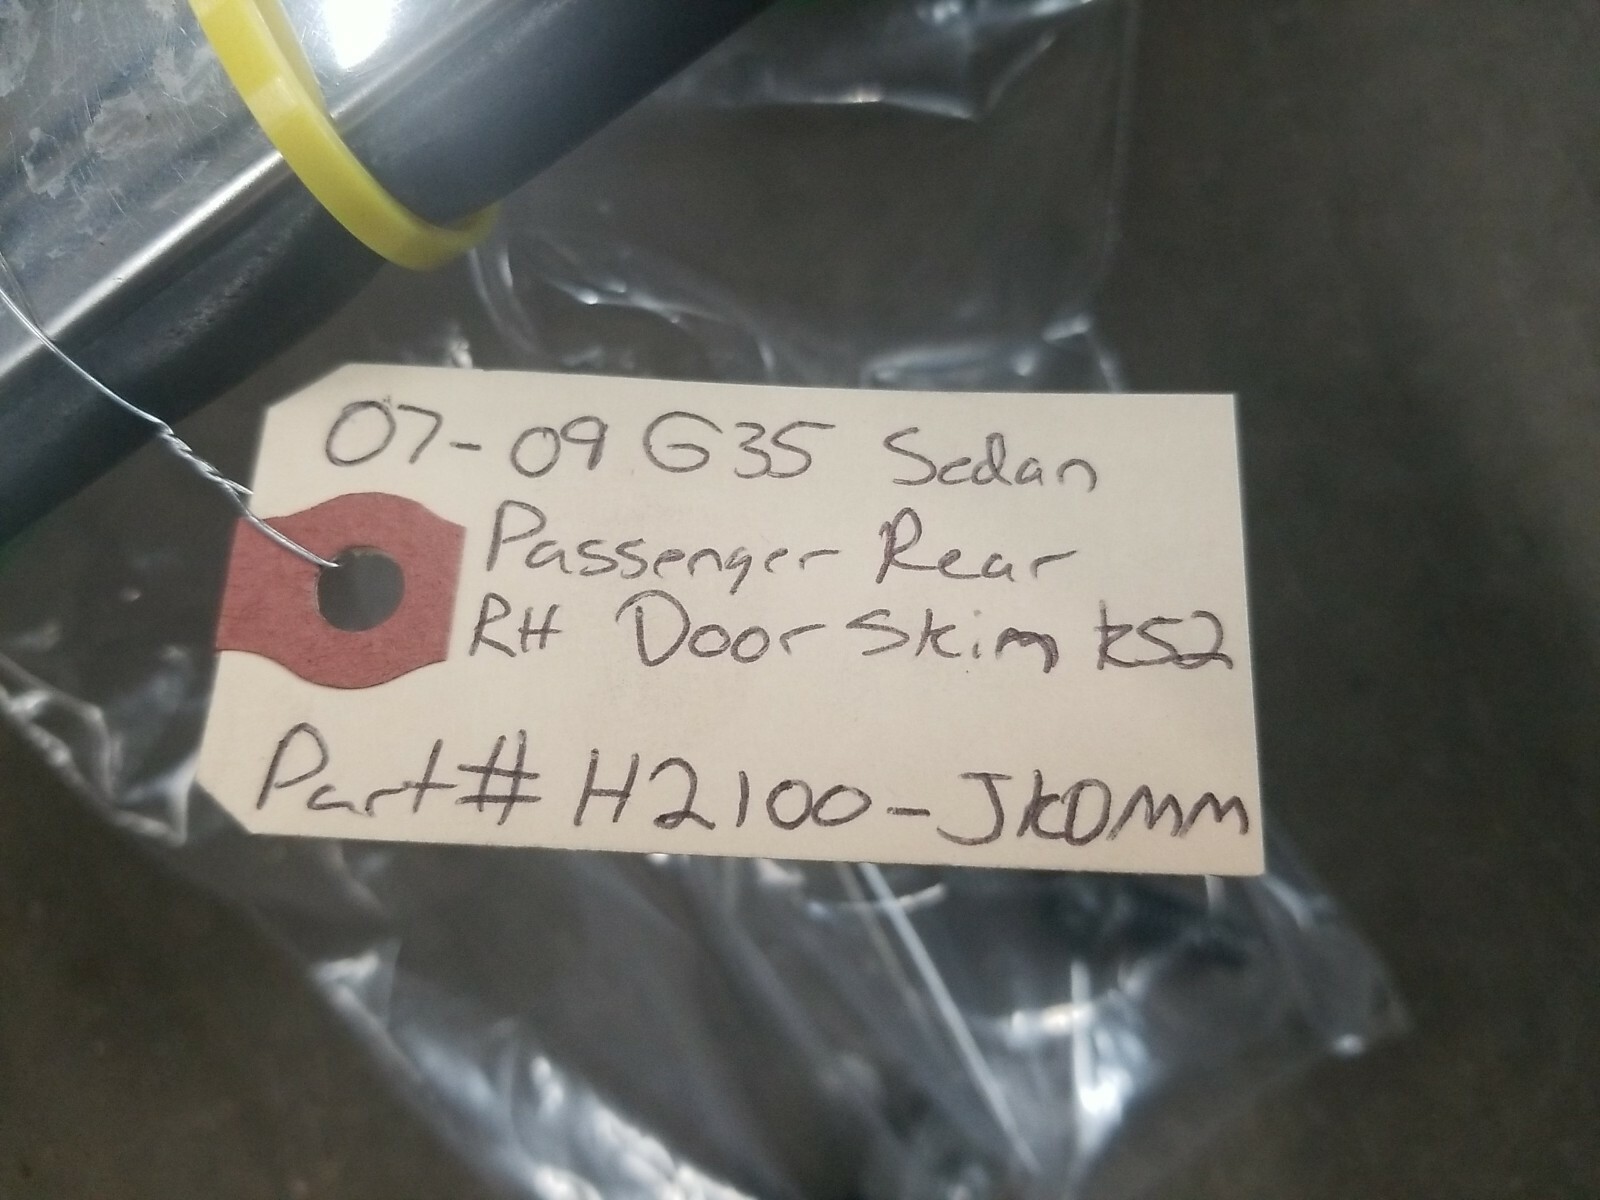 07-09 G35 Sedan
Passenger Rear
RH Door Skin K52
Part# H2100-JK0MM